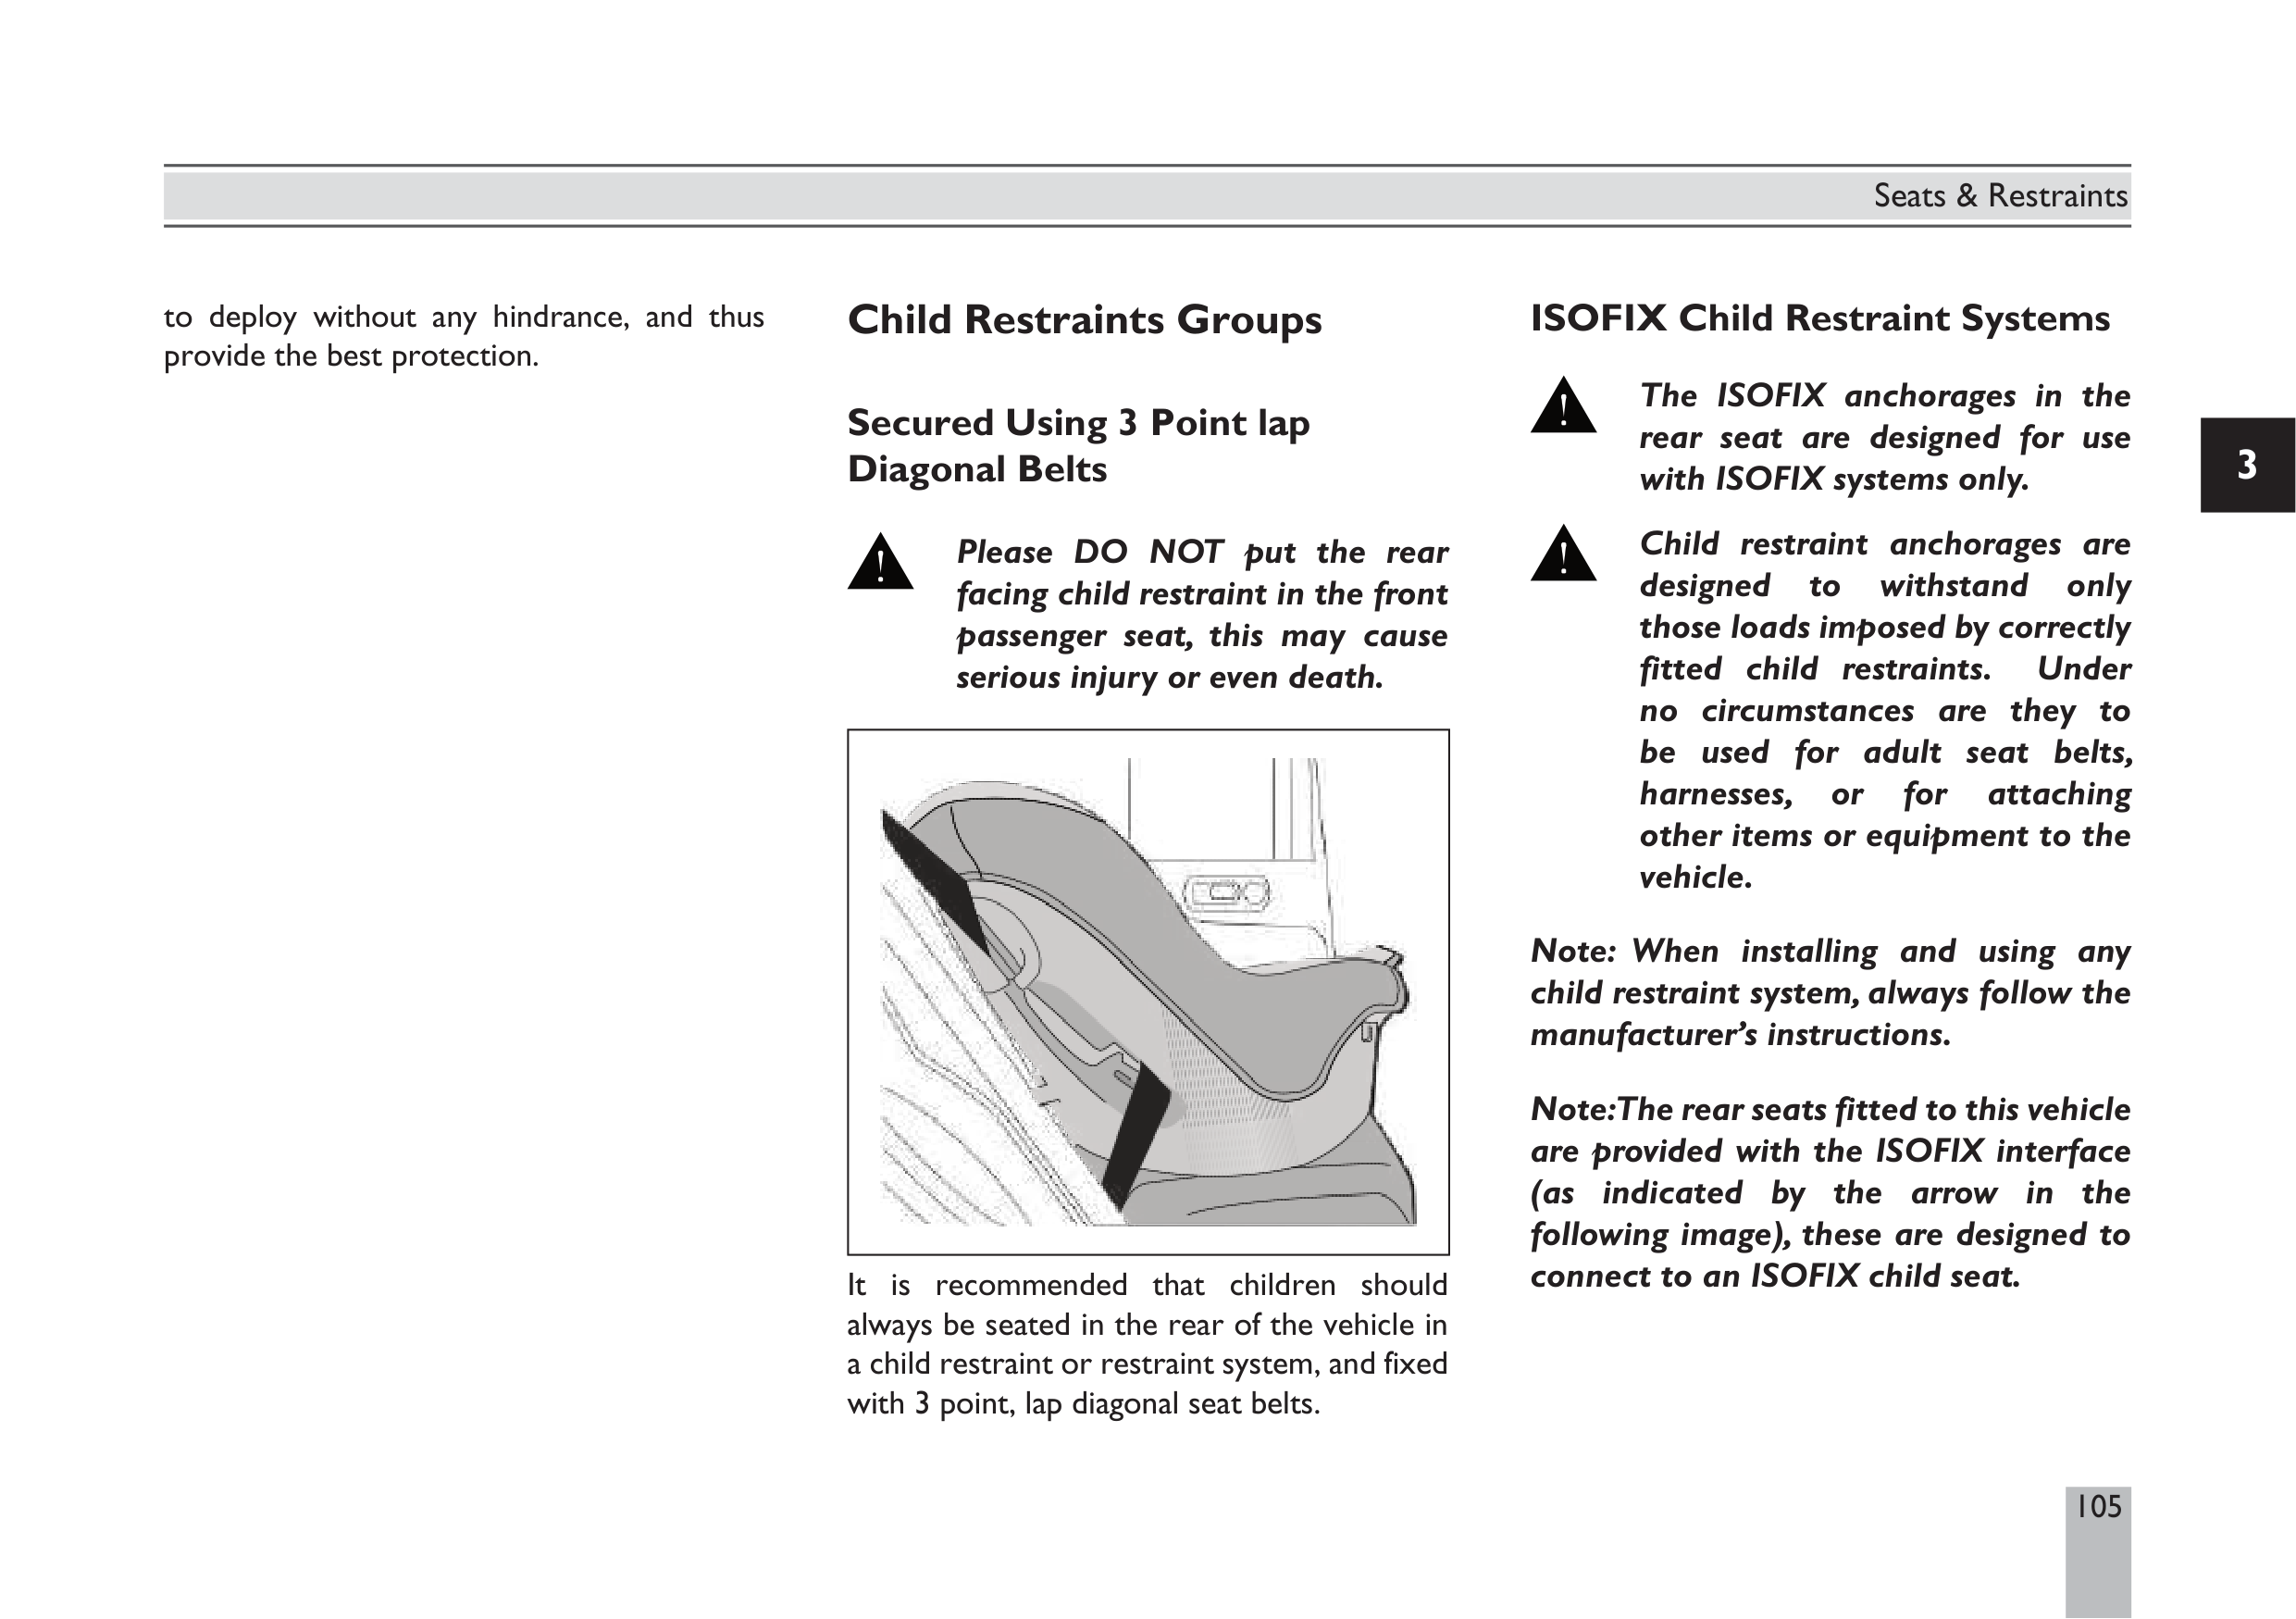 Seats & Restraints
to deploy without any hindrance, and thus
provide the best protection.
Child Restraints Groups
Secured Using 3 Point lap
Diagonal Belts
Please DO NOT put the rear
facing child restraint in the front
passenger seat, this may cause
serious injury or even death.
It is recommended that children should
always be seated in the rear of the vehicle in
a child restraint or restraint system, and fixed
with 3 point, lap diagonal seat belts.
ISOFIX Child Restraint Systems
The ISOFIX anchorages in the
rear seat are designed for use
with ISOFIX systems only.
Child restraint anchorages are
designed to withstand only
those loads imposed by correctly
fitted child restraints. Under
no circumstances are they to
be used for adult seat belts,
harnesses, or for attaching
other items or equipment to the
vehicle.
Note: When installing and using any
child restraint system, always follow the
manufacturer’s instructions.
Note:The rear seats fitted to this vehicle
are provided with the ISOFIX interface
(as indicated by the arrow in the
following image), these are designed to
connect to an ISOFIX child seat.
3
105